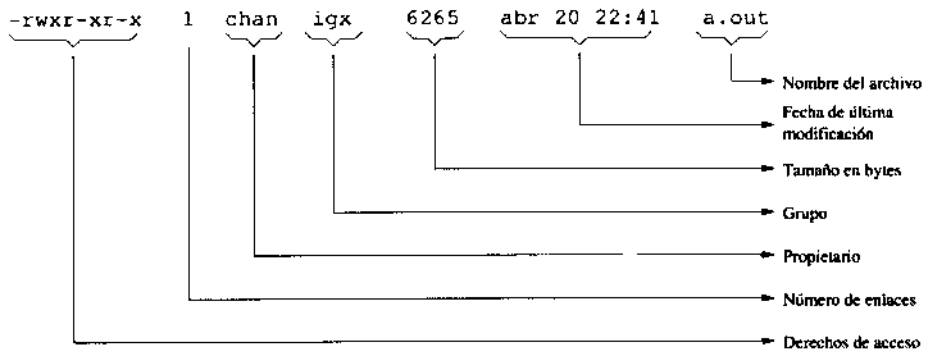 -rwxr-xr-x 1 chan igx 6265 abr 20 22:41 a.out
Nombre del archivo
Fecha de última
modificación
Tamaño en bytes
Grupo
Propietario
Número de enlaces
Derechos de acceso